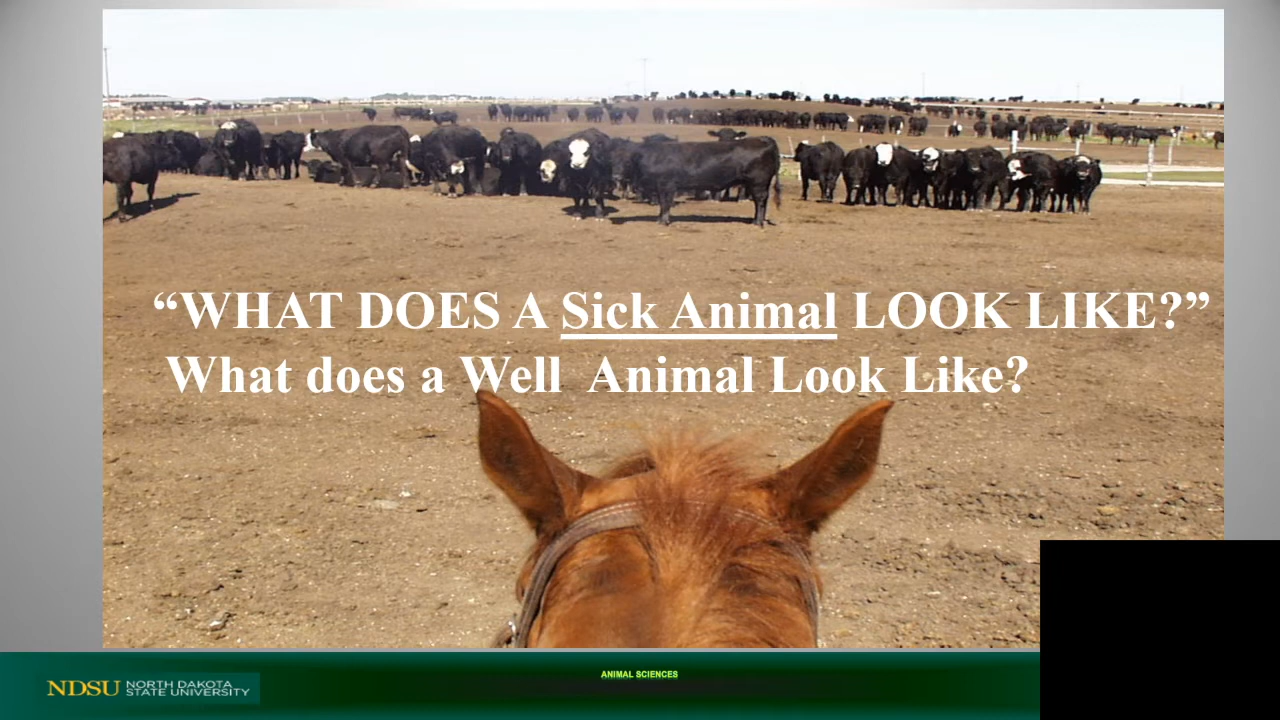 “WHAT DOES A Sick Animal LOOK LIKE?”
What does a Well Animal Look Like?
NDSU NORTH DAKOTA
STATE UNIVERSITY
ANIMAL SCIENCES